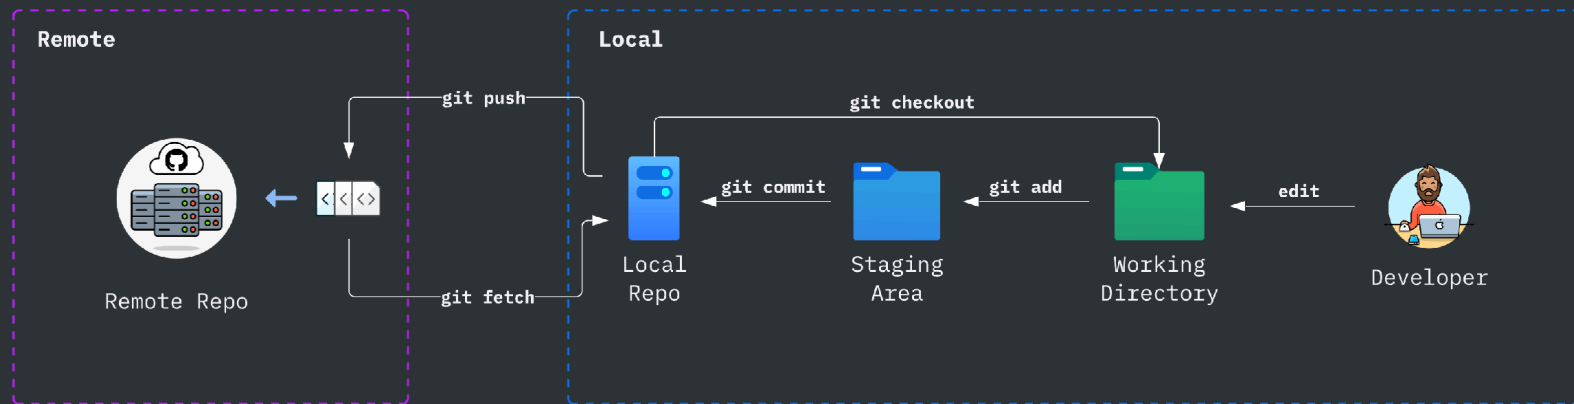 Remote
Local
git push
git checkout
git commit
git add
edit
Local
Repo
Staging
Area
Working
Directory
Developer
Remote Repo
git fetch